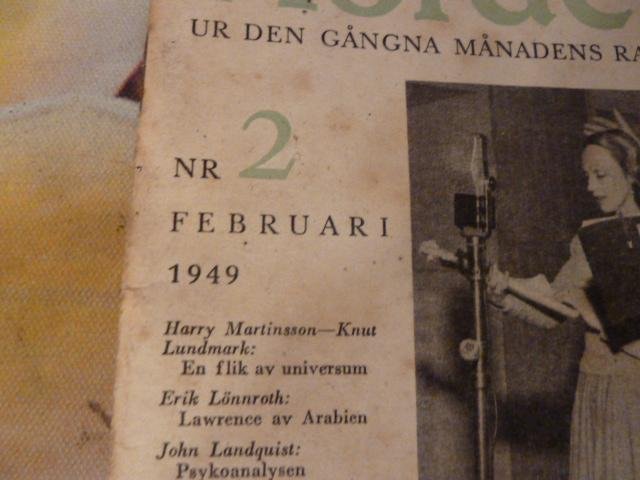 UR DEN GÅNGNA MÅNADENS
NR 2
FEBRUARI
1949
Harry Martinsson—Knut
Lundmark:
En flik av universum
Erik Lönnroth:
Lawrence av Arabien
John Landquist:
Psykoanalysen